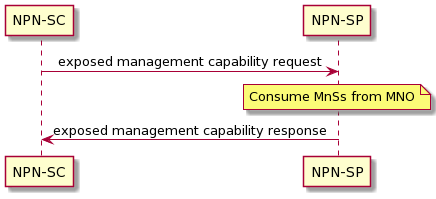 NPN-SC NPN-SP
exposed management capability request
Consume MnSs from MNO
exposed management capability response
NPN-SC NPN-SP